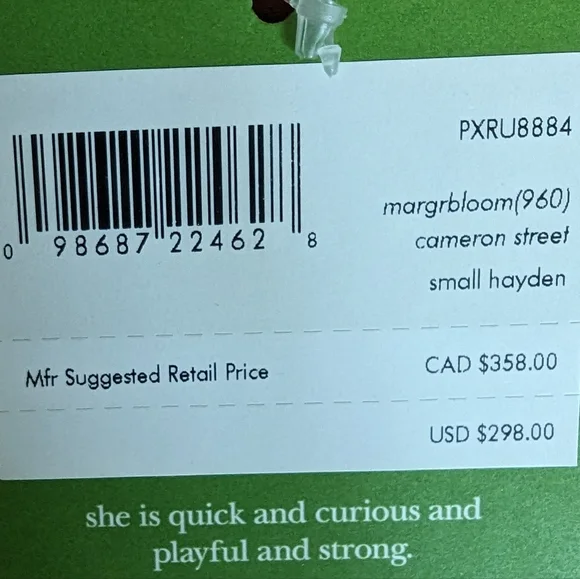 PXRU8884
0 98687 22462 8
margrbloom(960)
cameron street
small hayden
Mfr Suggested Retail Price
CAD $358.00
USD $298.00
she is quick and curious and
playful and strong.